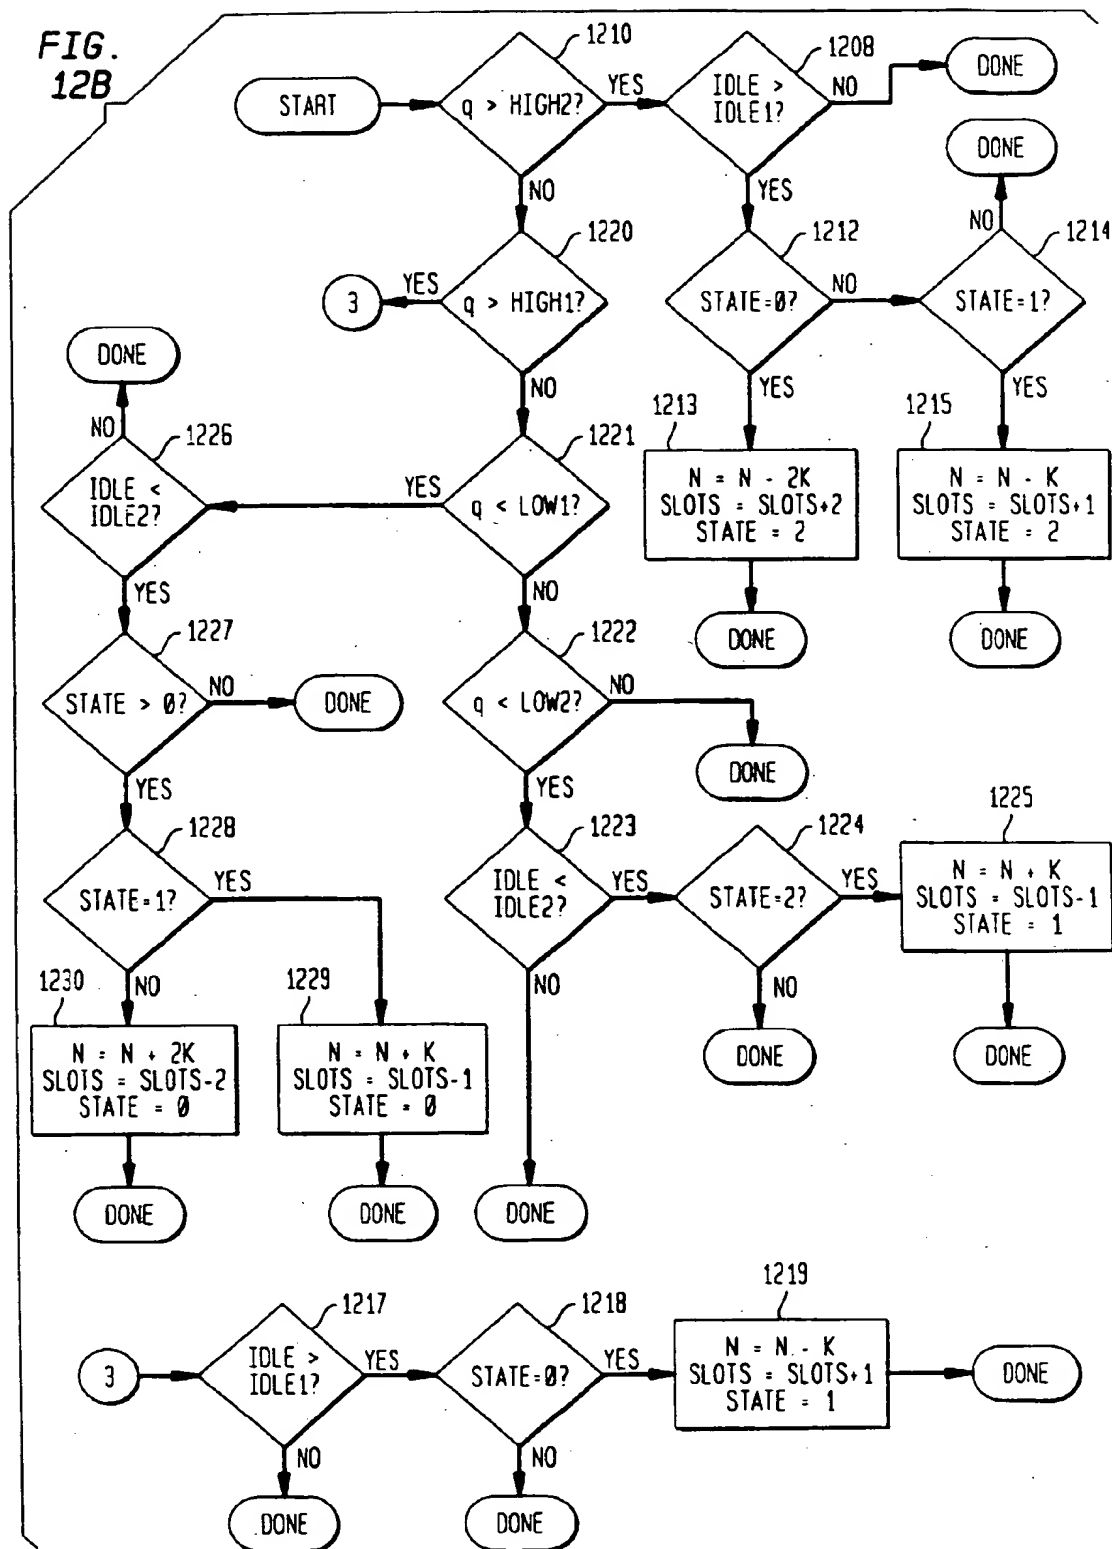 FIG.
12B
1210
1208
START
q > HIGH2?
YES
IDLE >
IDLE1?
NO
DONE
DONE
NO
YES
NO
1220
1212
1214
3
YES
q > HIGH1?
STATE=0?
NO
STATE=1?
DONE
NO
YES
YES
NO
1226
1221
1213
1215
IDLE <
IDLE2?
YES
q < LOW1?
N = N - 2K
SLOTS = SLOTS+2
STATE = 2
N = N - K
SLOTS = SLOTS+1
STATE = 2
YES
NO
1227
1222
DONE
DONE
STATE > 0?
NO
DONE
q < LOW2?
NO
DONE
YES
YES
1228
1223
1224
1225
STATE=1?
YES
IDLE <
IDLE2?
YES
STATE=2?
YES
N = N + K
SLOTS = SLOTS-1
STATE = 1
NO
NO
NO
1230
1229
N = N + 2K
SLOTS = SLOTS-2
STATE = 0
N = N + K
SLOTS = SLOTS-1
STATE = 0
DONE
DONE
DONE
DONE
DONE
1217
1218
1219
3
IDLE >
IDLE1?
YES
STATE=0?
YES
N = N - K
SLOTS = SLOTS+1
STATE = 1
DONE
NO
NO
DONE
DONE